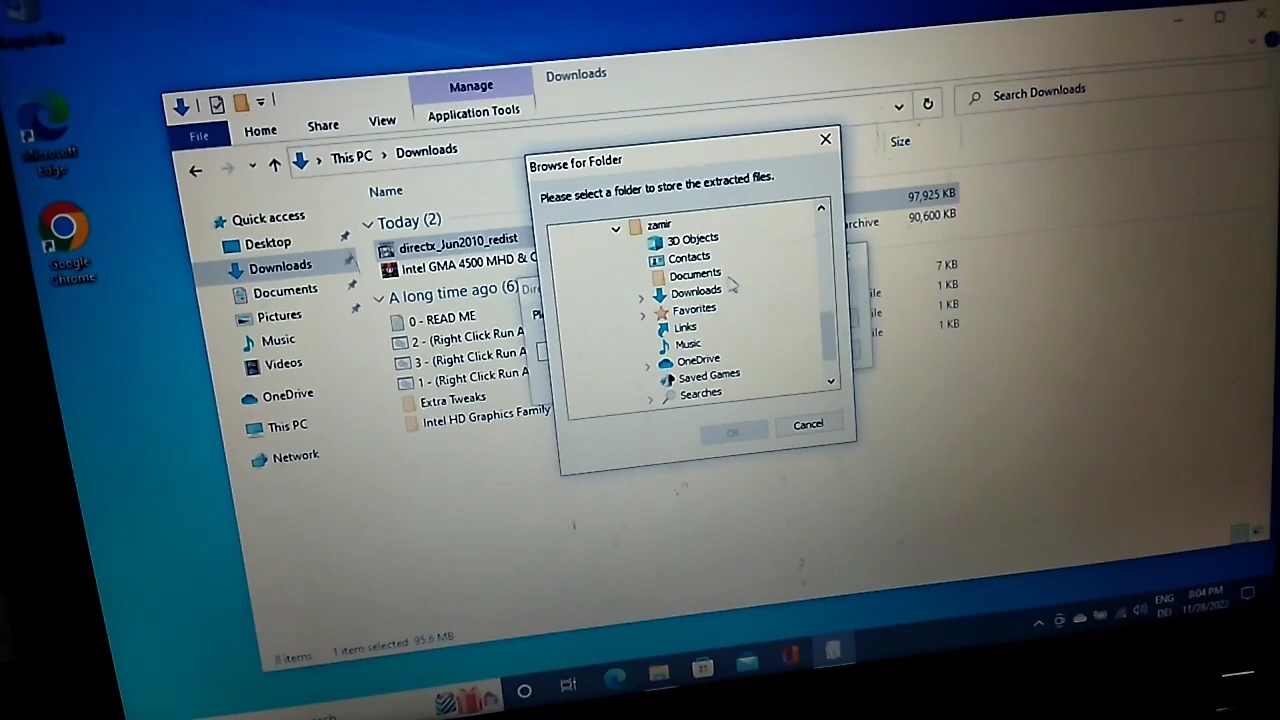 Manage
Downloads
File
Home
Share
View
Application Tools
This PC > Downloads
Search Downloads
Name
Size
Quick access
Desktop
Downloads
Documents
Pictures
Music
Videos
OneDrive
This PC
Network
Today (2)
directx_Jun2010_redist
97,925 KB
Intel GMA 4500 MHD & C
90,600 KB
A long time ago (6)
0 - READ ME
7 KB
2 - (Right Click Run A
1 KB
3 - (Right Click Run A
1 KB
1 - (Right Click Run A
1 KB
Extra Tweaks
Intel HD Graphics Family
Browse for Folder
Please select a folder to store the extracted files.
zamir
3D Objects
Contacts
Documents
Downloads
Favorites
Links
Music
OneDrive
Saved Games
Searches
OK
Cancel
Microsoft
Edge
Google
Chrome
8 items
1 item selected 95.6 MB
ENG
DEI
8:04 PM
11/28/2022